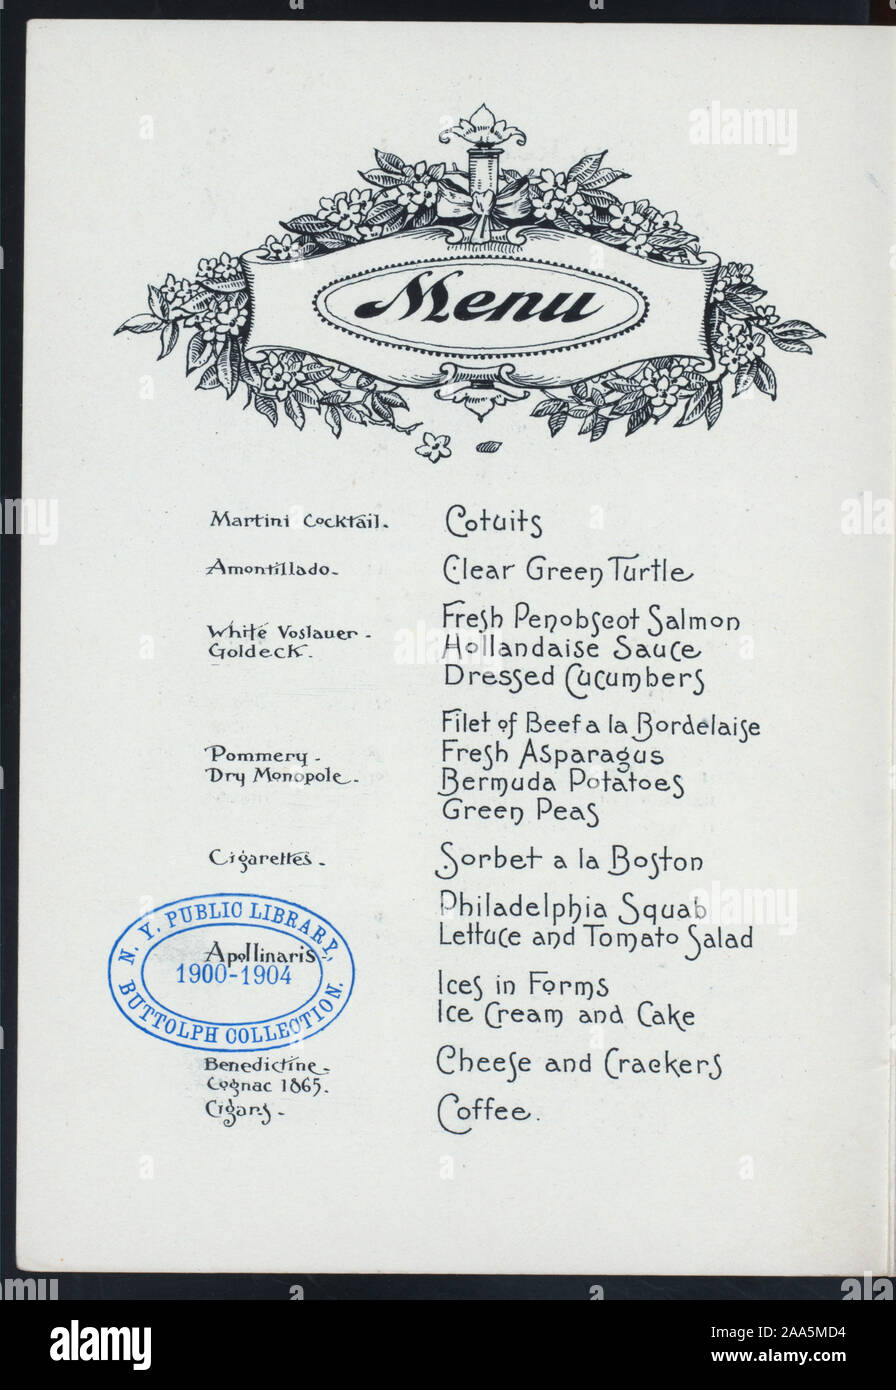 Menu
Martini Cocktail. Cotuits
Amontillado. Clear Green Turtle
Fresh Penobscot Salmon
White Voslauer. Hollandaise Sauce
Goldeck. Dressed Cucumbers
Filet of Beef a la Bordelaise
Pommery. Fresh Asparagus
Dry Monopole. Bermuda Potatoes
Green Peas
Cigarettes. Sorbet a la Boston
Philadelphia Squab
Apollinaris. Lettuce and Tomato Salad
N. Y. PUBLIC LIBRARY,
1900-1904
BUTTOLPH COLLECTION.
Ices in Forms
Ice Cream and Cake
Benedictine. Cheese and Crackers
Cognac 1865.
Cigars. Coffee.
alamy
alamy
Image ID: 2AA5MD4
www.alamy.com